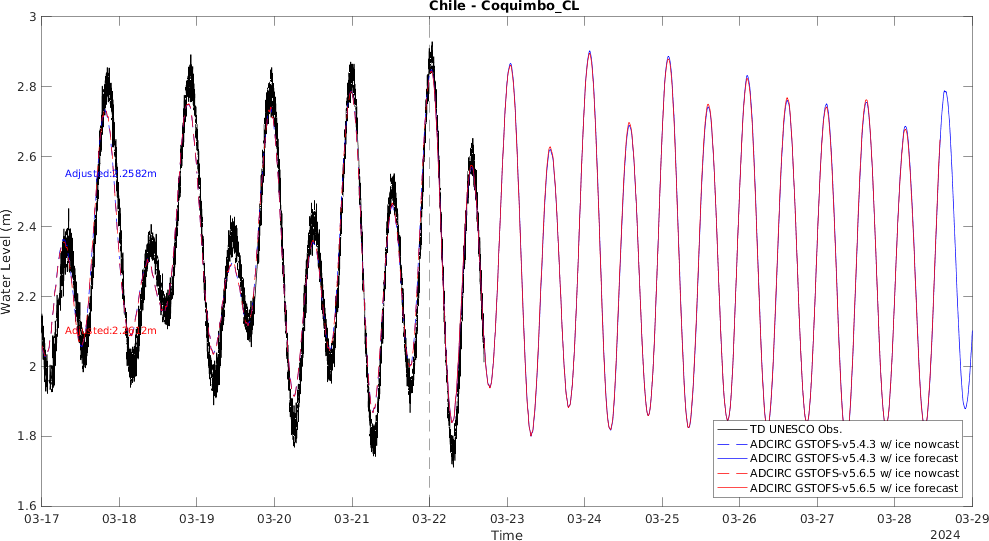 Chile - Coquimbo_CL
3
2.8
2.6
2.4
2.2
2
1.8
1.6
Water Level (m)
Adjusted:2.2582m
TD UNESCO Obs.
ADCIRC GSTOFS-v5.4.3 w/ ice nowcast
ADCIRC GSTOFS-v5.4.3 w/ ice forecast
ADCIRC GSTOFS-v5.6.5 w/ ice nowcast
ADCIRC GSTOFS-v5.6.5 w/ ice forecast
03-17 03-18 03-19 03-20 03-21 03-22 03-23 03-24 03-25 03-26 03-27 03-28 03-29
Time
2024